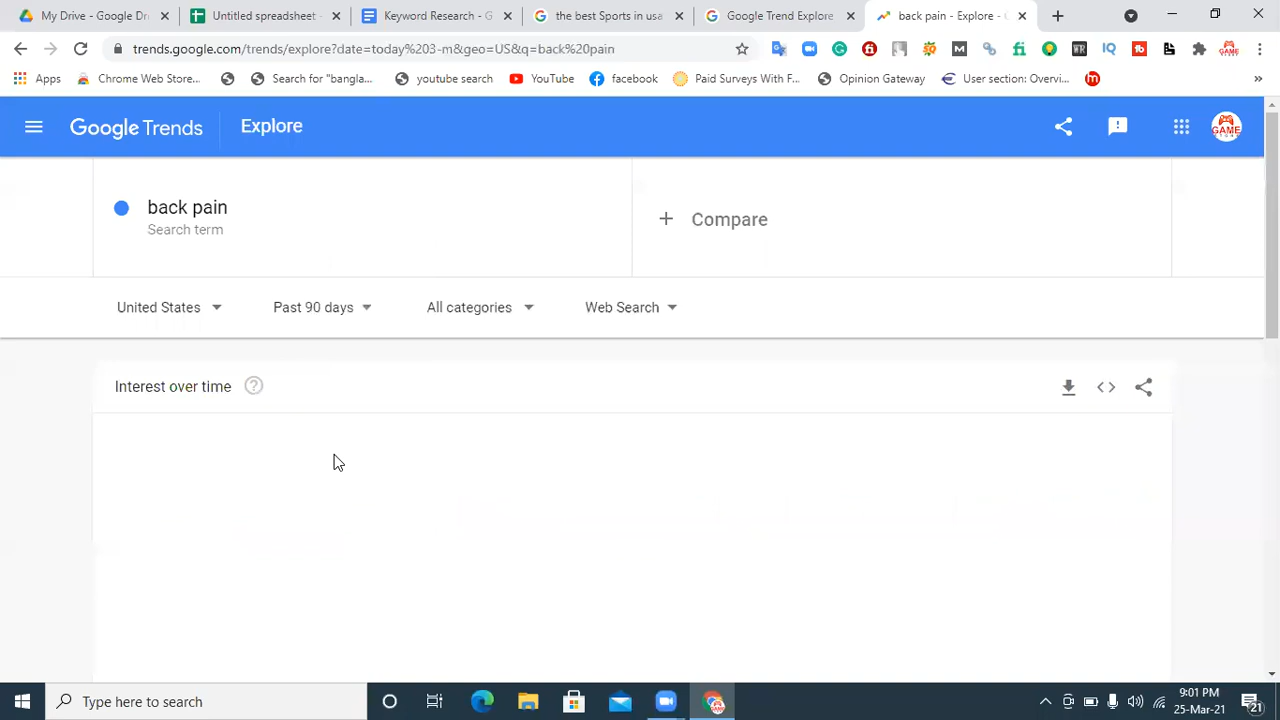 My Drive - Google Dr
Untitled spreadsheet -
Keyword Research - G
the best Sports in usa
Google Trend Explore
back pain - Explore - G
trends.google.com/trends/explore?date=today%203-m&geo=US&q=back%20pain
Apps
Chrome Web Store...
Search for "bangla...
youtube search
YouTube
facebook
Paid Surveys With F...
Opinion Gateway
User section: Overvi...
»
Google Trends
Explore
GAME
back pain
Search term
+ Compare
United States
Past 90 days
All categories
Web Search
Interest over time
?
Type here to search
9:01 PM
25-Mar-21
21